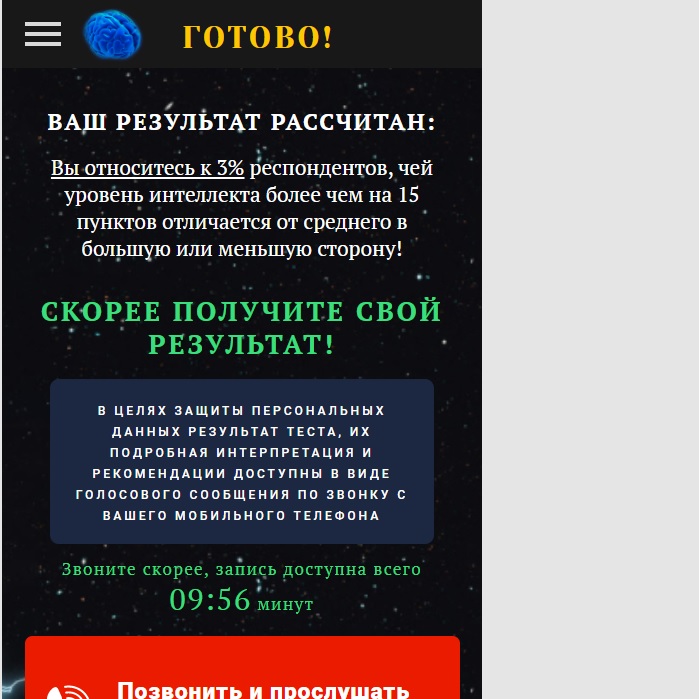 ГОТОВО!
ВАШ РЕЗУЛЬТАТ РАССЧИТАН:
Вы относитесь к 3% респондентов, чей
уровень интеллекта более чем на 15
пунктов отличается от среднего в
большую или меньшую сторону!
СКОРЕЕ ПОЛУЧИТЕ СВОЙ
РЕЗУЛЬТАТ!
В ЦЕЛЯХ ЗАЩИТЫ ПЕРСОНАЛЬНЫХ
ДАННЫХ РЕЗУЛЬТАТ ТЕСТА, ИХ
ПОДРОБНАЯ ИНТЕРПРЕТАЦИЯ И
РЕКОМЕНДАЦИИ ДОСТУПНЫ В ВИДЕ
ГОЛОСОВОГО СООБЩЕНИЯ ПО ЗВОНКУ С
ВАШЕГО МОБИЛЬНОГО ТЕЛЕФОНА
Звоните скорее, запись доступна всего
09:56 минут
Позвонить и прослушать